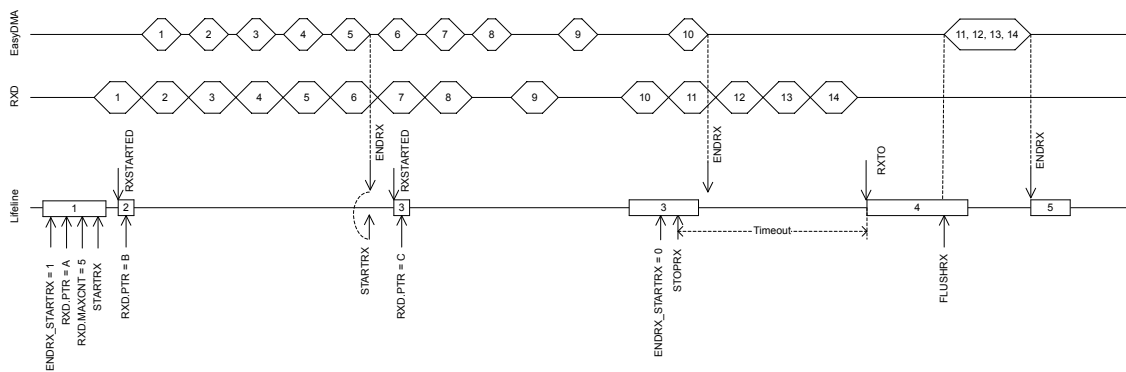 EasyDMA
1
2
3
4
5
6
7
8
9
10
11, 12, 13, 14
RXD
1
2
3
4
5
6
7
8
9
10
11
12
13
14
RXSTARTED
ENDRX
RXSTARTED
ENDRX
RXTO
ENDRX
Lifeline
1
2
3
3
4
5
Timeout
ENDRX_STARTRX = 1
RXD.PTR = A
RXD.MAXCNT = 5
STARTRX
RXD.PTR = B
STARTRX
RXD.PTR = C
ENDRX_STARTRX = 0
STOPRX
FLUSHRX